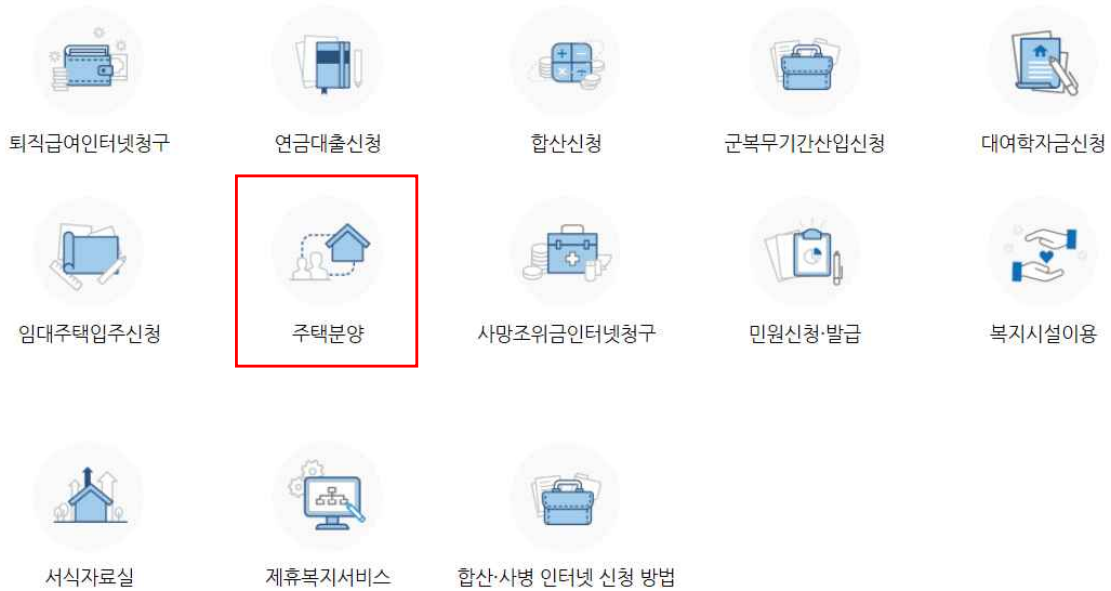 퇴직급여인터넷청구
연금대출신청
합산신청
군복무기간산입신청
대여학자금신청
임대주택입주신청
주택분양
사망조위금인터넷청구
민원신청·발급
복지시설이용
서식자료실
제휴복지서비스
합산·사병 인터넷 신청 방법